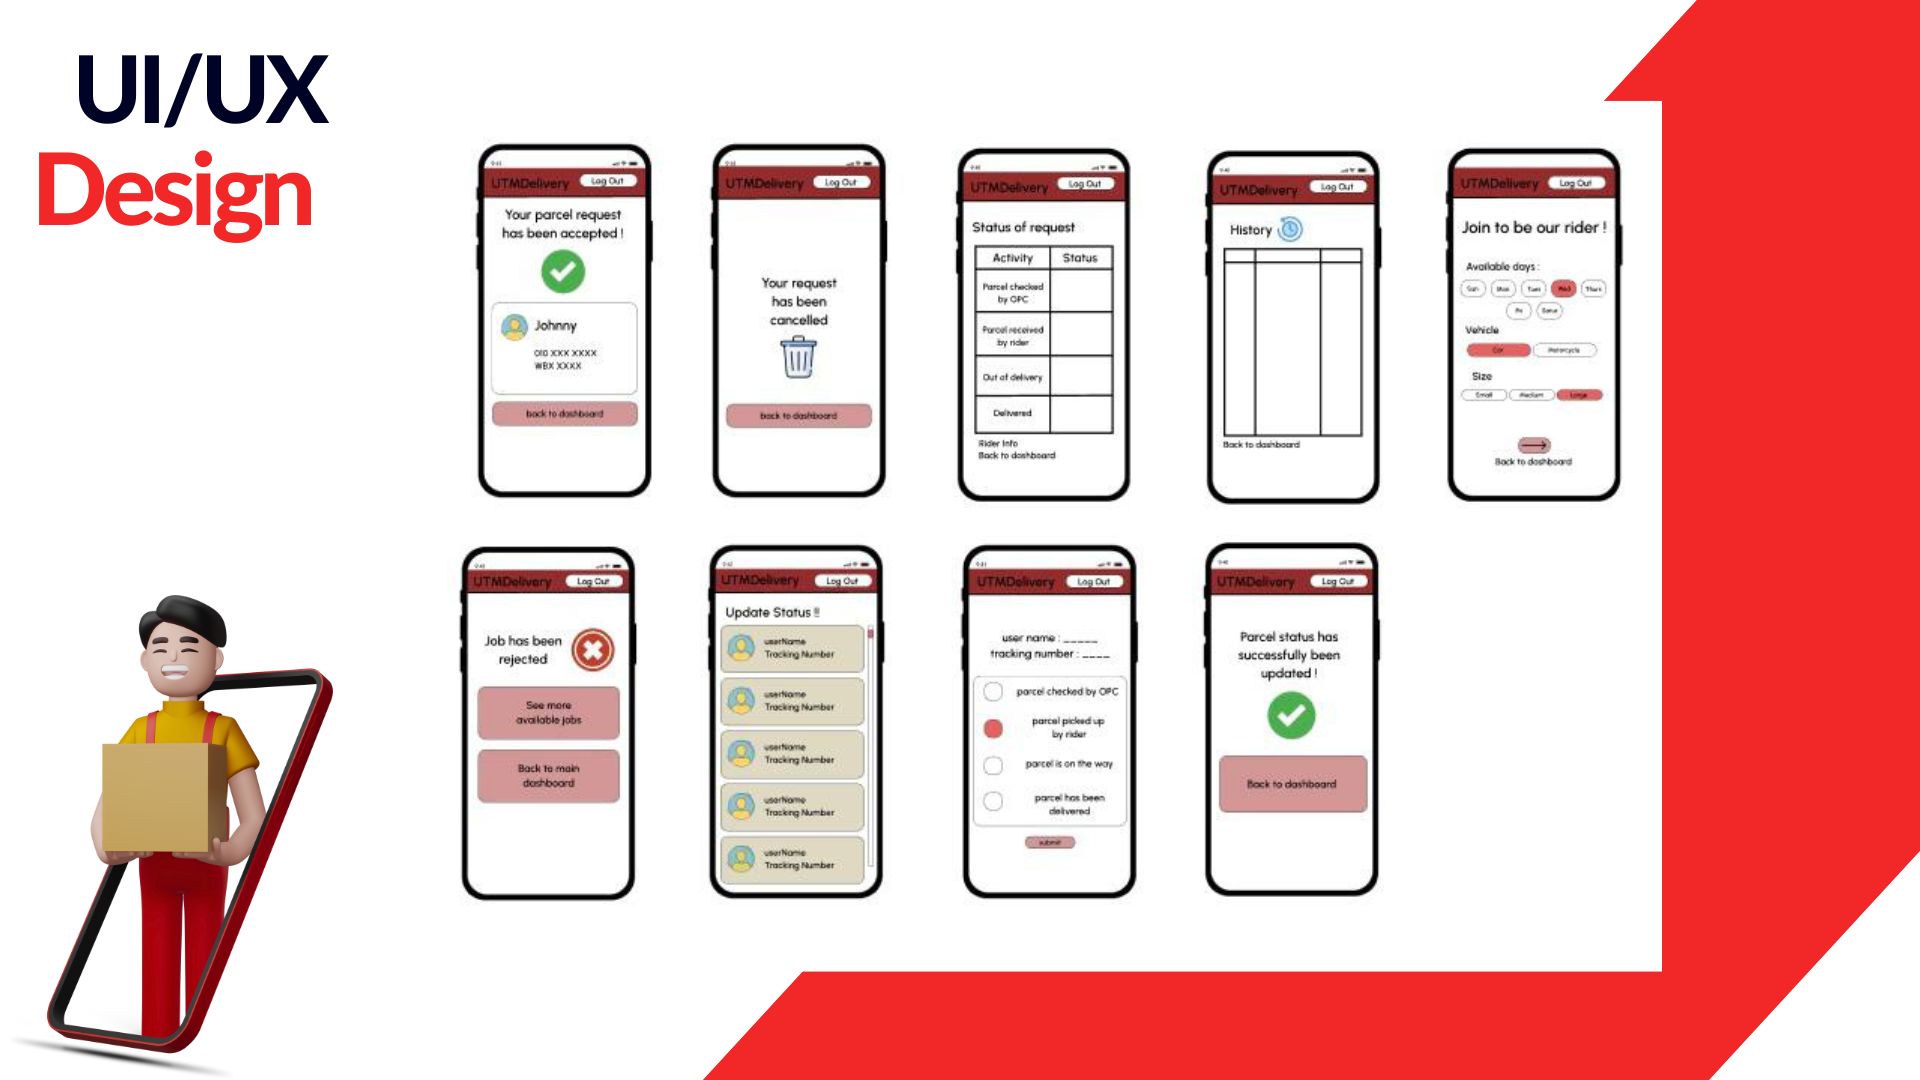 UI/UX
Design
9:41
UTMDelivery
Log Out
Your parcel request
has been accepted !
Johnny
010 XXX XXXX
WBX XXXX
back to dashboard
UTMDelivery
Log Out
Your request
has been
cancelled
back to dashboard
UTMDelivery
Log Out
Status of request
Activity Status
Parcel checked
by OPC
Parcel received
by rider
Out of delivery
Delivered
Rider Info
Back to dashboard
UTMDelivery
Log Out
History
Back to dashboard
UTMDelivery
Log Out
Join to be our rider !
Available days :
Sun Mon Tues Wed Thurs
Fri
Vehicle
Car Motorcycle
Size
Small Medium Large
Back to dashboard
UTMDelivery
Log Out
Job has been
rejected
See more
available jobs
Back to main
dashboard
UTMDelivery
Log Out
Update Status !!
userName
Tracking Number
userName
Tracking Number
userName
Tracking Number
userName
Tracking Number
userName
Tracking Number
9:41
UTMDelivery
Log Out
user name : _____
tracking number : ____
parcel checked by OPC
parcel picked up
by rider
parcel is on the way
parcel has been
delivered
submit
UTMDelivery
Log Out
Parcel status has
successfully been
updated !
Back to dashboard